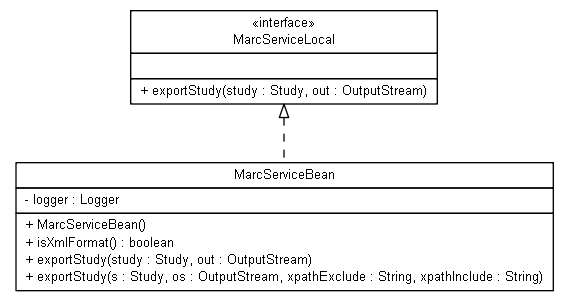 «interface»
MarcServiceLocal
+ exportStudy(study : Study, out : OutputStream)
MarcServiceBean
- logger : Logger
+ MarcServiceBean()
+ isXmlFormat() : boolean
+ exportStudy(study : Study, out : OutputStream)
+ exportStudy(s : Study, os : OutputStream, xpathExclude : String, xpathInclude : String)